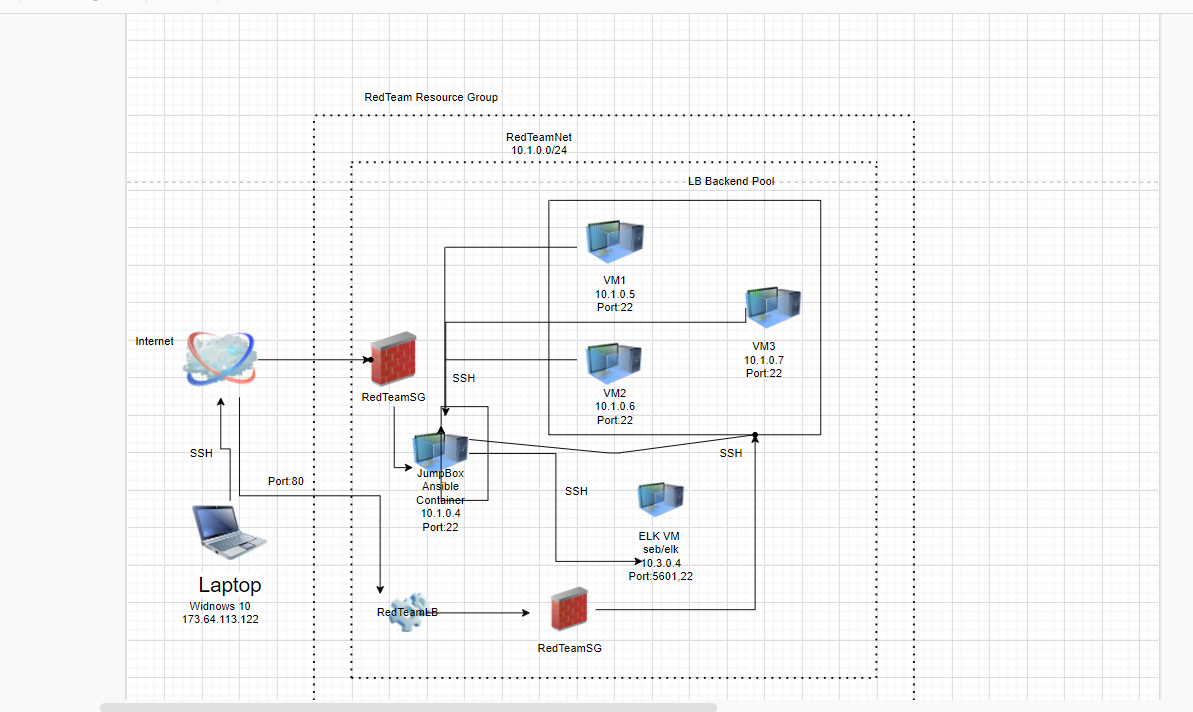 RedTeam Resource Group
RedTeamNet
10.1.0.0/24
LB Backend Pool
VM1
10.1.0.5
Port:22
VM3
10.1.0.7
Port:22
Internet
RedTeamSG
SSH
VM2
10.1.0.6
Port:22
SSH
SSH
JumpBox
Ansible
Container
10.1.0.4
Port:22
Port:80
SSH
ELK VM
seb/elk
10.3.0.4
Port:5601,22
Laptop
Widnows 10
173.64.113.122
RedTeamLB
RedTeamSG